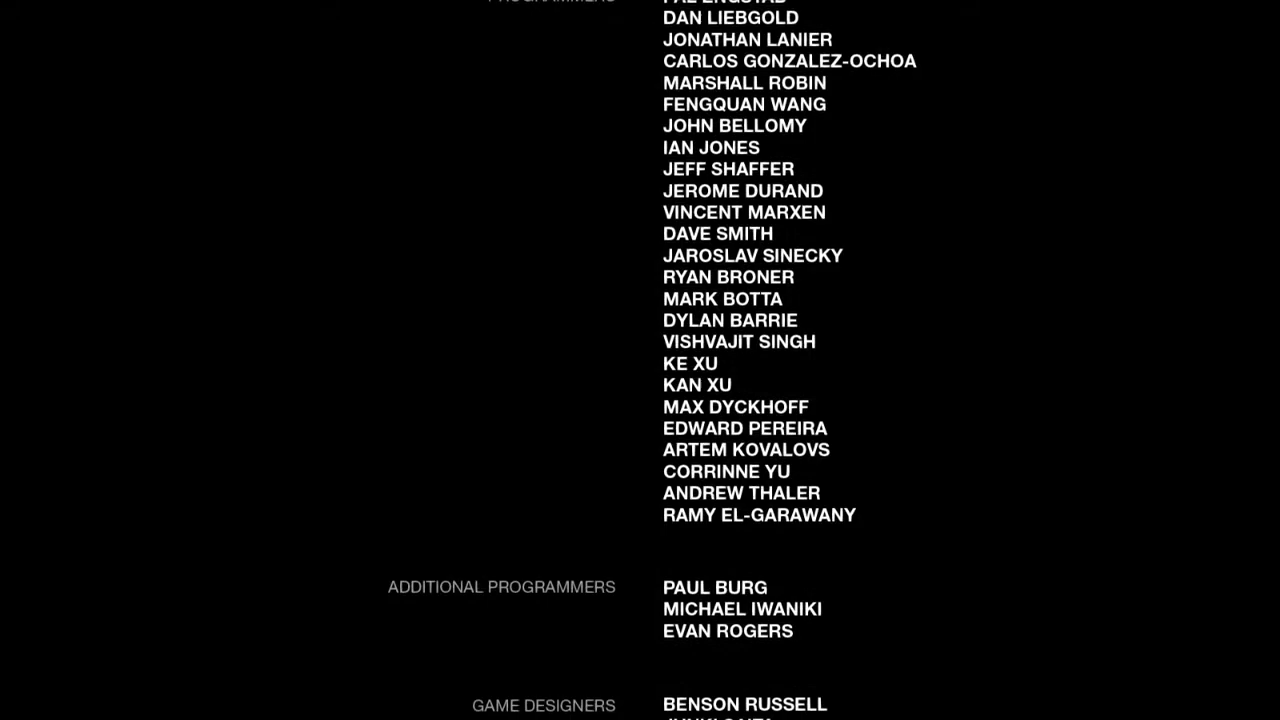 PROGRAMMERS
PAL ENGSTAD
DAN LIEBGOLD
JONATHAN LANIER
CARLOS GONZALEZ-OCHOA
MARSHALL ROBIN
FENGQUAN WANG
JOHN BELLOMY
IAN JONES
JEFF SHAFFER
JEROME DURAND
VINCENT MARXEN
DAVE SMITH
JAROSLAV SINECKY
RYAN BRONER
MARK BOTTA
DYLAN BARRIE
VISHVAJIT SINGH
KE XU
KAN XU
MAX DYCKHOFF
EDWARD PEREIRA
ARTEM KOVALOVS
CORRINNE YU
ANDREW THALER
RAMY EL-GARAWANY
ADDITIONAL PROGRAMMERS PAUL BURG
MICHAEL IWANIKI
EVAN ROGERS
GAME DESIGNERS BENSON RUSSELL